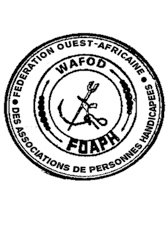 FEDERATION OUEST-AFRICAINE
DES ASSOCIATIONS DE PERSONNES HANDICAPEES
WAFOD
FOAPH